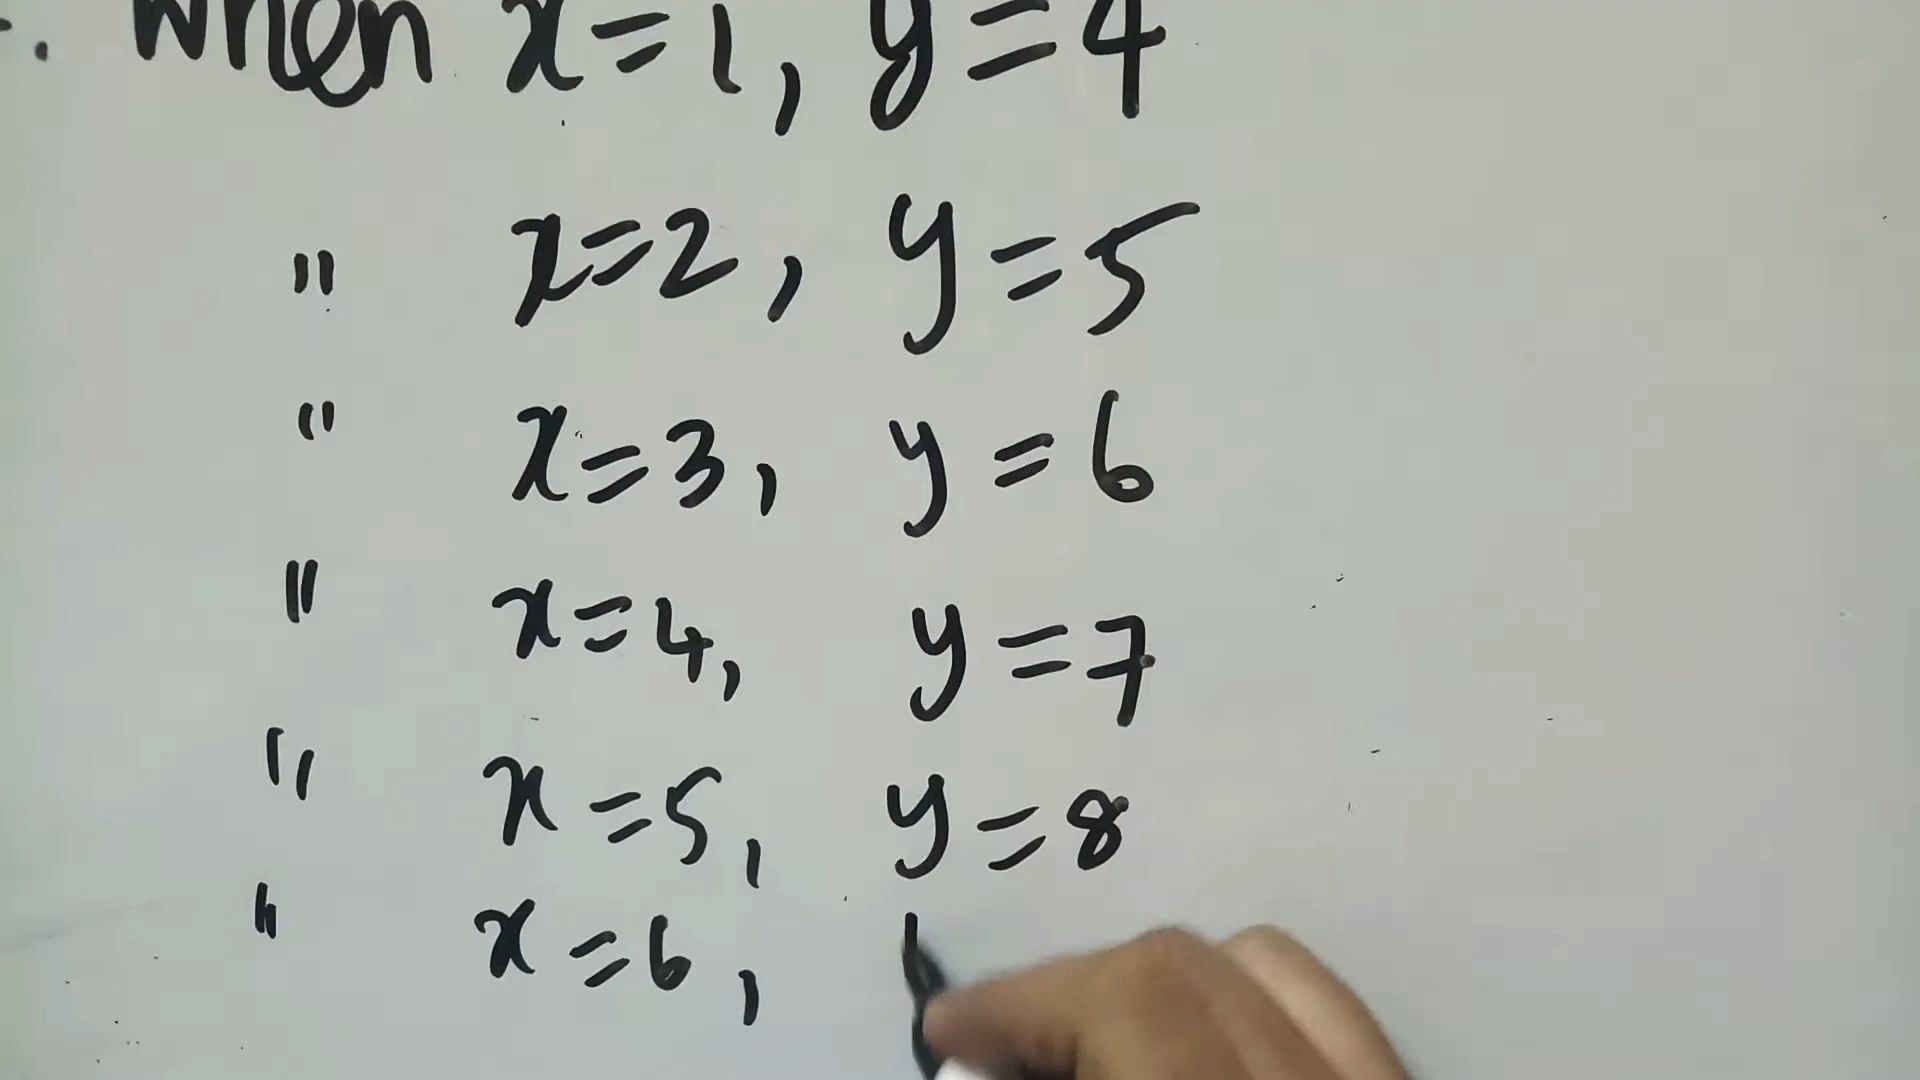 . When x=1, y=4
" x=2, y=5
" x=3, y=6
" x=4, y=7
" x=5, y=8
" x=6,